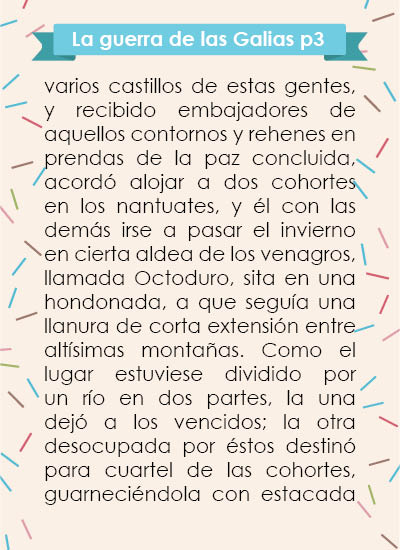 La guerra de las Galias p3
varios castillos de estas gentes,
y recibido embajadores de
aquellos contornos y rehenes en
prendas de la paz concluida,
acordó alojar a dos cohortes
en los nantuates, y él con las
demás irse a pasar el invierno
en cierta aldea de los venagros,
llamada Octoduro, sita en una
hondonada, a que seguía una
llanura de corta extensión entre
altísimas montañas. Como el
lugar estuviese dividido por
un río en dos partes, la una
dejó a los vencidos; la otra
desocupada por éstos destinó
para cuartel de las cohortes,
guarneciéndola con estacada